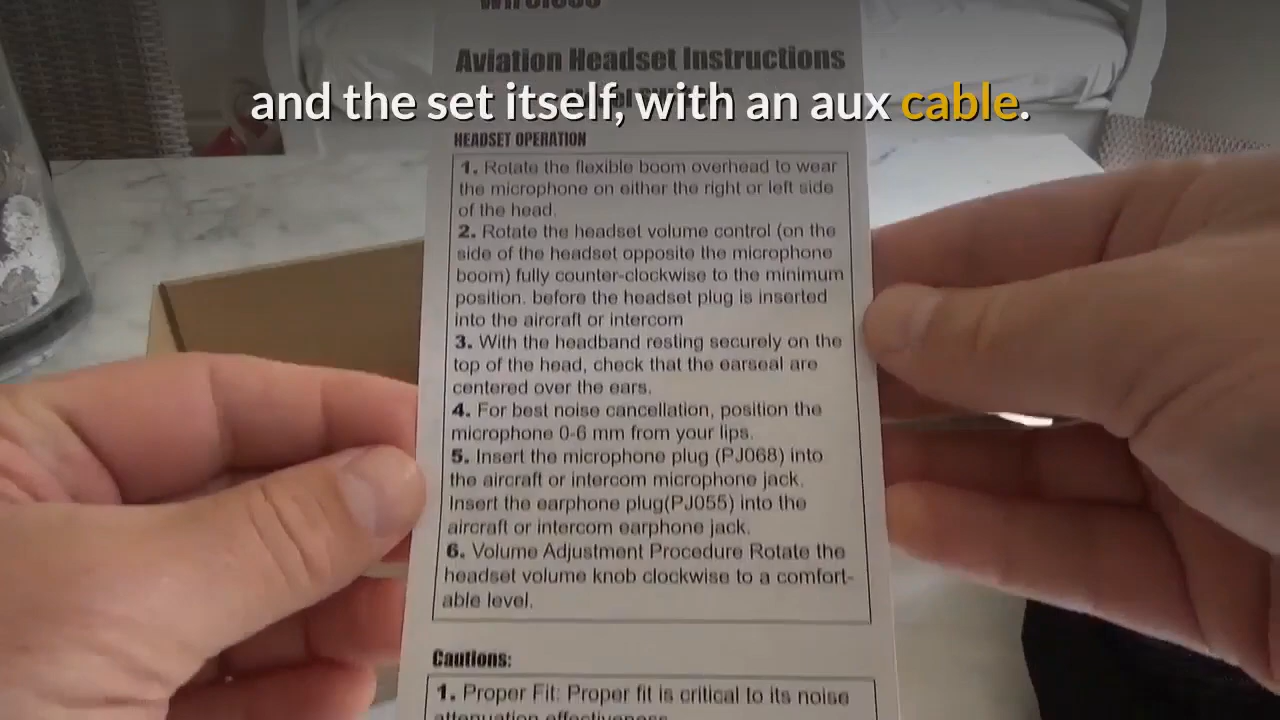 Wireless
Aviation Headset Instructions
and the set itself, with an aux cable.
HEADSET OPERATION
1. Rotate the flexible boom overhead to wear
the microphone on either the right or left side
of the head.
2. Rotate the headset volume control (on the
side of the headset opposite the microphone
boom) fully counter-clockwise to the minimum
position. before the headset plug is inserted
into the aircraft or intercom
3. With the headband resting securely on the
top of the head, check that the earseal are
centered over the ears.
4. For best noise cancellation, position the
microphone 0-6 mm from your lips.
5. Insert the microphone plug (PJ068) into
the aircraft or intercom microphone jack.
Insert the earphone plug(PJ055) into the
aircraft or intercom earphone jack.
6. Volume Adjustment Procedure Rotate the
headset volume knob clockwise to a comfort-
able level.
Cautions:
1. Proper Fit: Proper fit is critical to its noise
attenuation effectiveness.